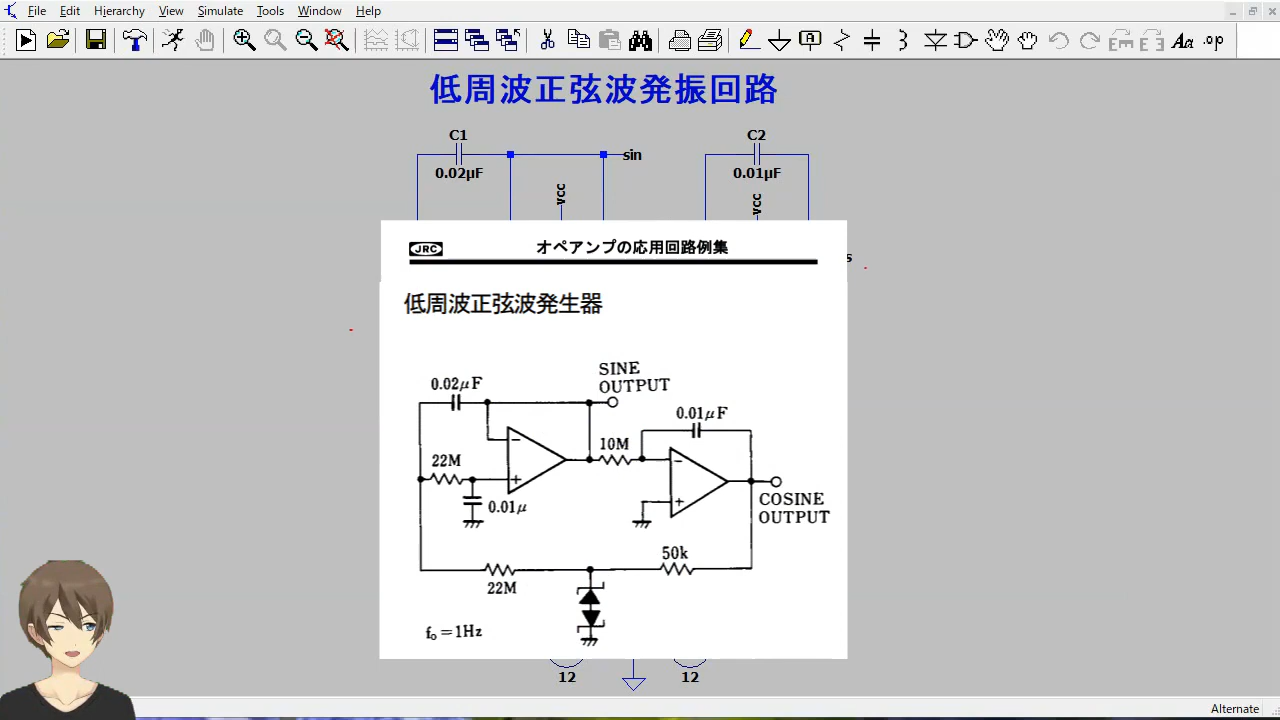 File Edit Hierarchy View Simulate Tools Window Help
.op
低周波正弦波発振回路
C1
C2
sin
0.02µF
0.01µF
vcc
vcc
JRC
オペアンプの応用回路例集
s
低周波正弦波発生器
SINE
OUTPUT
0.02μF
0.01μF
10M
22M
0.01μ
COSINE
OUTPUT
50k
22M
f₀=1Hz
12
12
Alternate